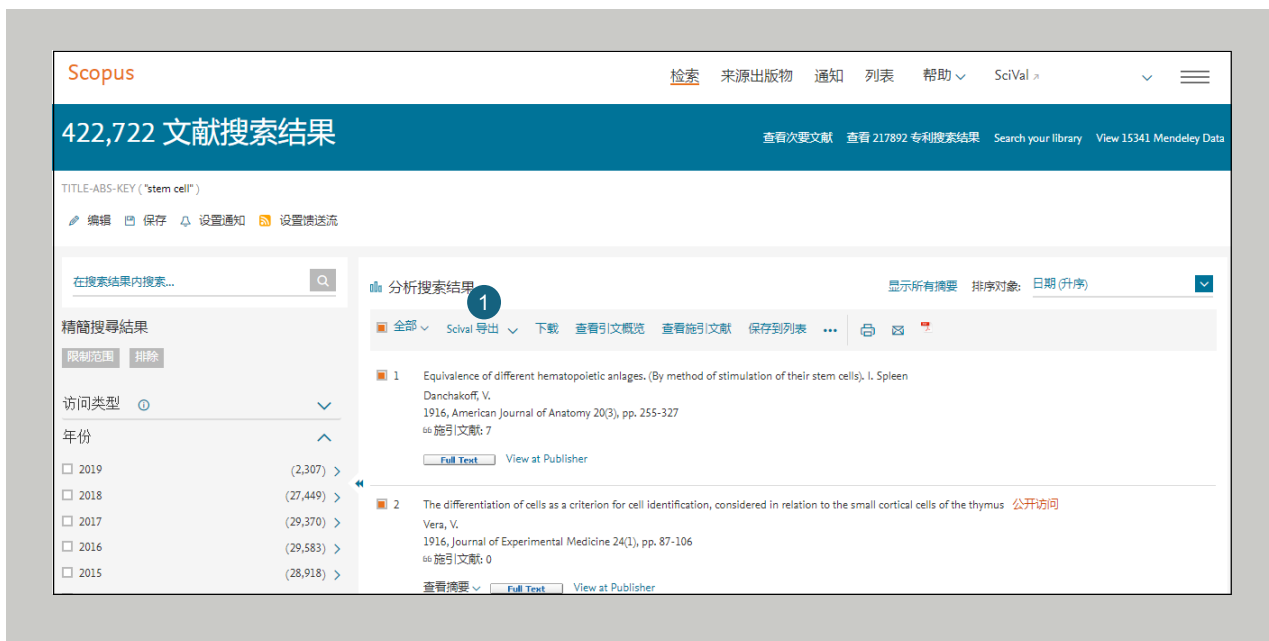 Scopus
检索 来源出版物 通知 列表 帮助 SciVal
422,722 文献搜索结果
查看次要文献 查看 217892 专利搜索结果 Search your library View 15341 Mendeley Data
TITLE-ABS-KEY ( "stem cell" )
编辑 保存 设置通知 设置馈送流
在搜索结果内搜索...
分析搜索结果
显示所有摘要 排序对象: 日期 (升序)
1
精簡搜尋結果
全部 Scival 导出 下载 查看引文概览 查看施引文献 保存到列表 •••
限制范围 排除
1 Equivalence of different hematopoietic anlages. (By method of stimulation of their stem cells). I. Spleen
Danchakoff, V.
1916, American Journal of Anatomy 20(3), pp. 255-327
施引文献: 7
Full Text View at Publisher
访问类型
年份
2019 (2,307)
2018 (27,449)
2017 (29,370)
2016 (29,583)
2015 (28,918)
2 The differentiation of cells as a criterion for cell identification, considered in relation to the small cortical cells of the thymus 公开访问
Vera, V.
1916, Journal of Experimental Medicine 24(1), pp. 87-106
施引文献: 0
查看摘要 Full Text View at Publisher